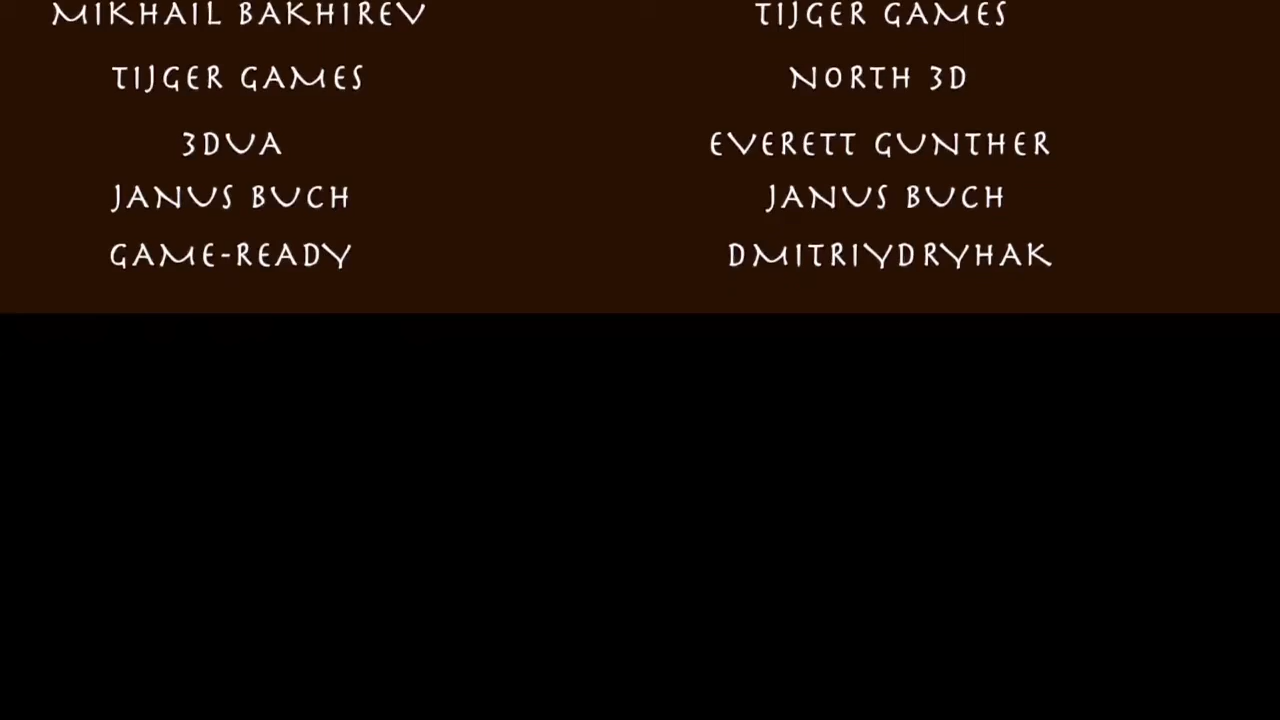 MIKHAIL BAKHIREV TIJGER GAMES
TIJGER GAMES NORTH 3D
3DUA EVERETT GUNTHER
JANUS BUCH JANUS BUCH
GAME-READY DMITRIYDRYHAK